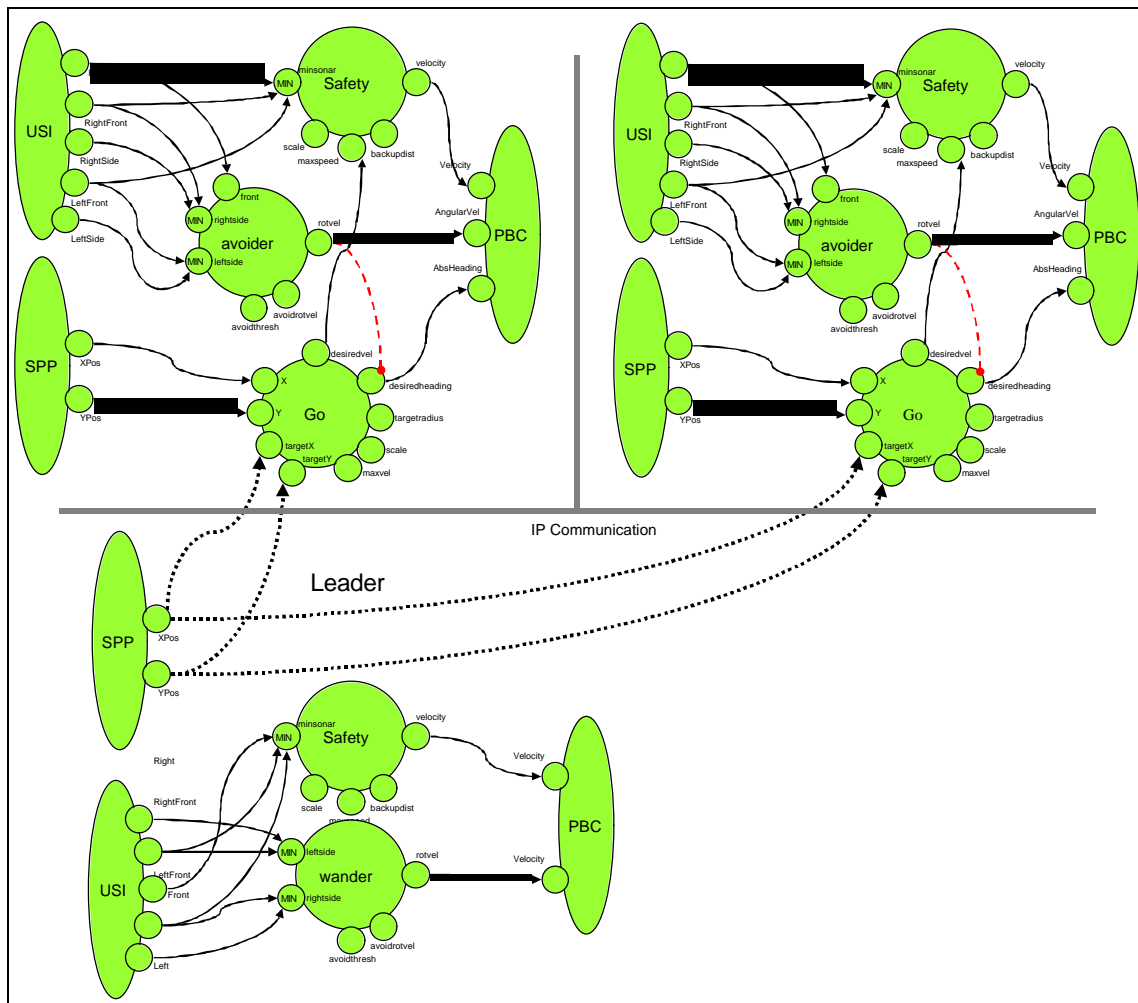 USI
RightFront
RightSide
LeftFront
LeftSide
MIN
minsonar
Safety
velocity
scale
maxspeed
backupdist
Velocity
AngularVel
AbsHeading
PBC
front
MIN
rightside
MIN
leftside
avoider
rotvel
avoidrotvel
avoidthresh
SPP
XPos
YPos
desiredvel
X
Y
Go
desiredheading
targetradius
targetX
targetY
scale
maxvel
USI
RightFront
RightSide
LeftFront
LeftSide
MIN
minsonar
Safety
velocity
scale
maxspeed
backupdist
Velocity
AngularVel
AbsHeading
PBC
front
MIN
rightside
MIN
leftside
avoider
rotvel
avoidrotvel
avoidthresh
SPP
XPos
YPos
desiredvel
X
Y
Go
desiredheading
targetradius
targetX
targetY
scale
maxvel
IP Communication
Leader
SPP
XPos
YPos
MIN
minsonar
Safety
velocity
scale
backupdist
Right
RightFront
USI
LeftFront
Front
Left
MIN
leftside
MIN
rightside
wander
rotvel
avoidrotvel
avoidthresh
Velocity
Velocity
PBC